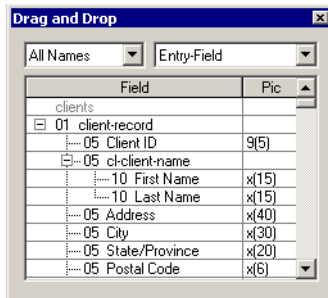 Drag and Drop
All Names Entry-Field
Field Pic
clients
01 client-record
05 Client ID 9(5)
05 cl-client-name
10 First Name x(15)
10 Last Name x(15)
05 Address x(40)
05 City x(30)
05 State/Province x(20)
05 Postal Code x(6)